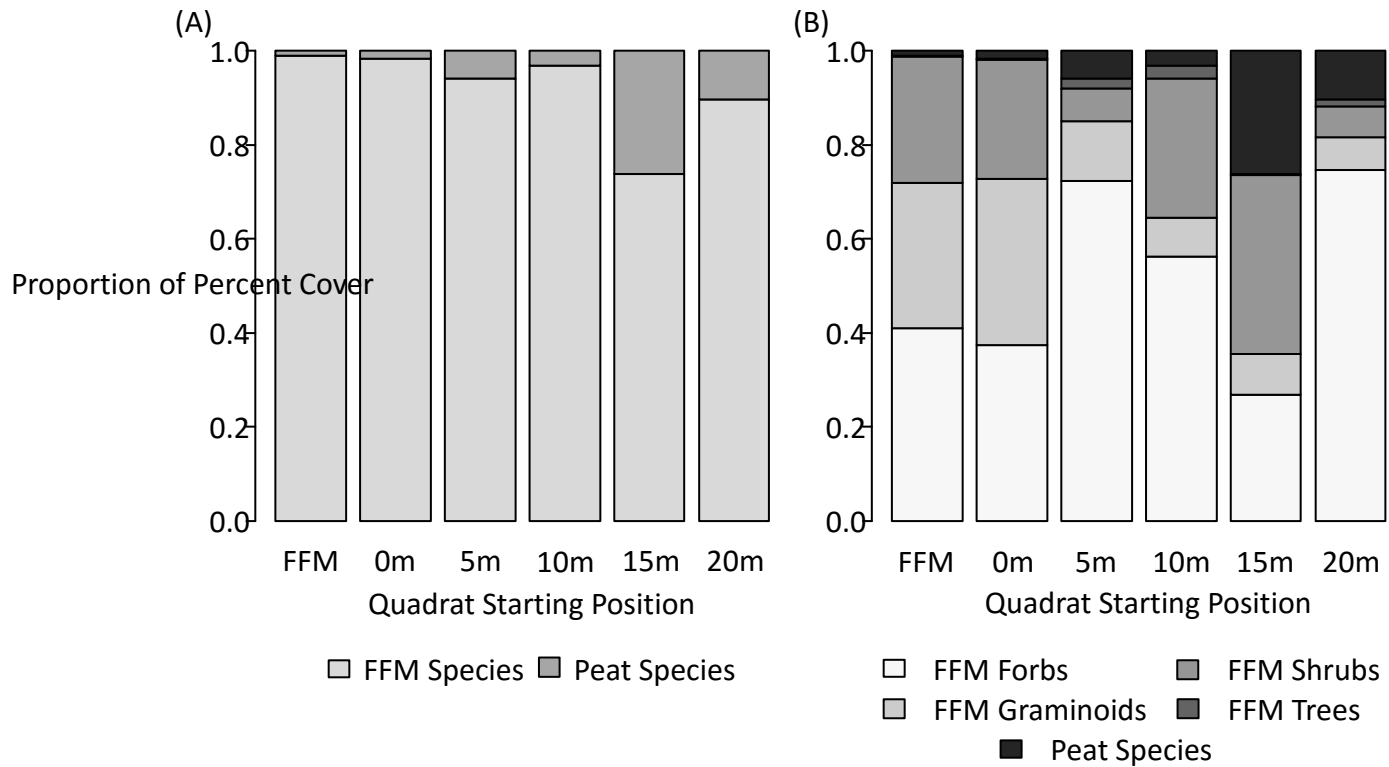 (A)
1.0
0.8
0.6
Proportion of Percent Cover
0.4
0.2
0.0
FFM 0m 5m 10m 15m 20m
Quadrat Starting Position
FFM Species Peat Species
(B)
1.0
0.8
0.6
0.4
0.2
0.0
FFM 0m 5m 10m 15m 20m
Quadrat Starting Position
FFM Forbs FFM Shrubs
FFM Graminoids FFM Trees
Peat Species